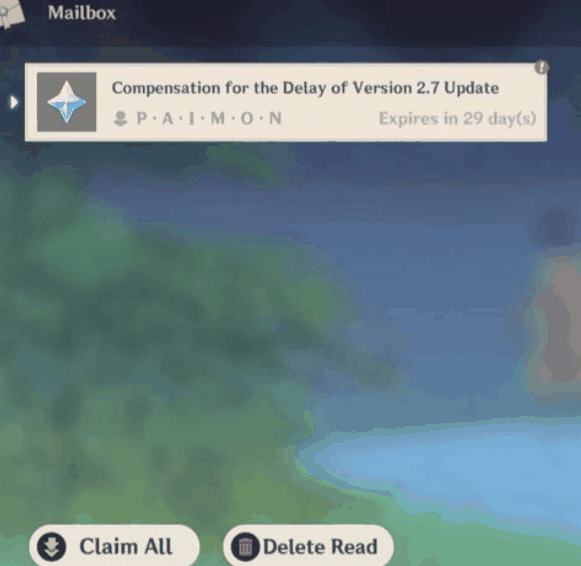 Mailbox
Compensation for the Delay of Version 2.7 Update
P·A·I·M·O·N
Expires in 29 day(s)
Claim All
Delete Read